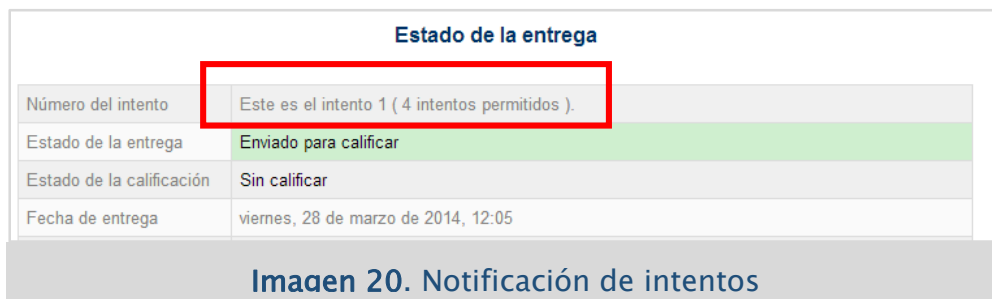 Estado de la entrega
Número del intento Este es el intento 1 ( 4 intentos permitidos ).
Estado de la entrega Enviado para calificar
Estado de la calificación Sin calificar
Fecha de entrega viernes, 28 de marzo de 2014, 12:05
Imagen 20. Notificación de intentos